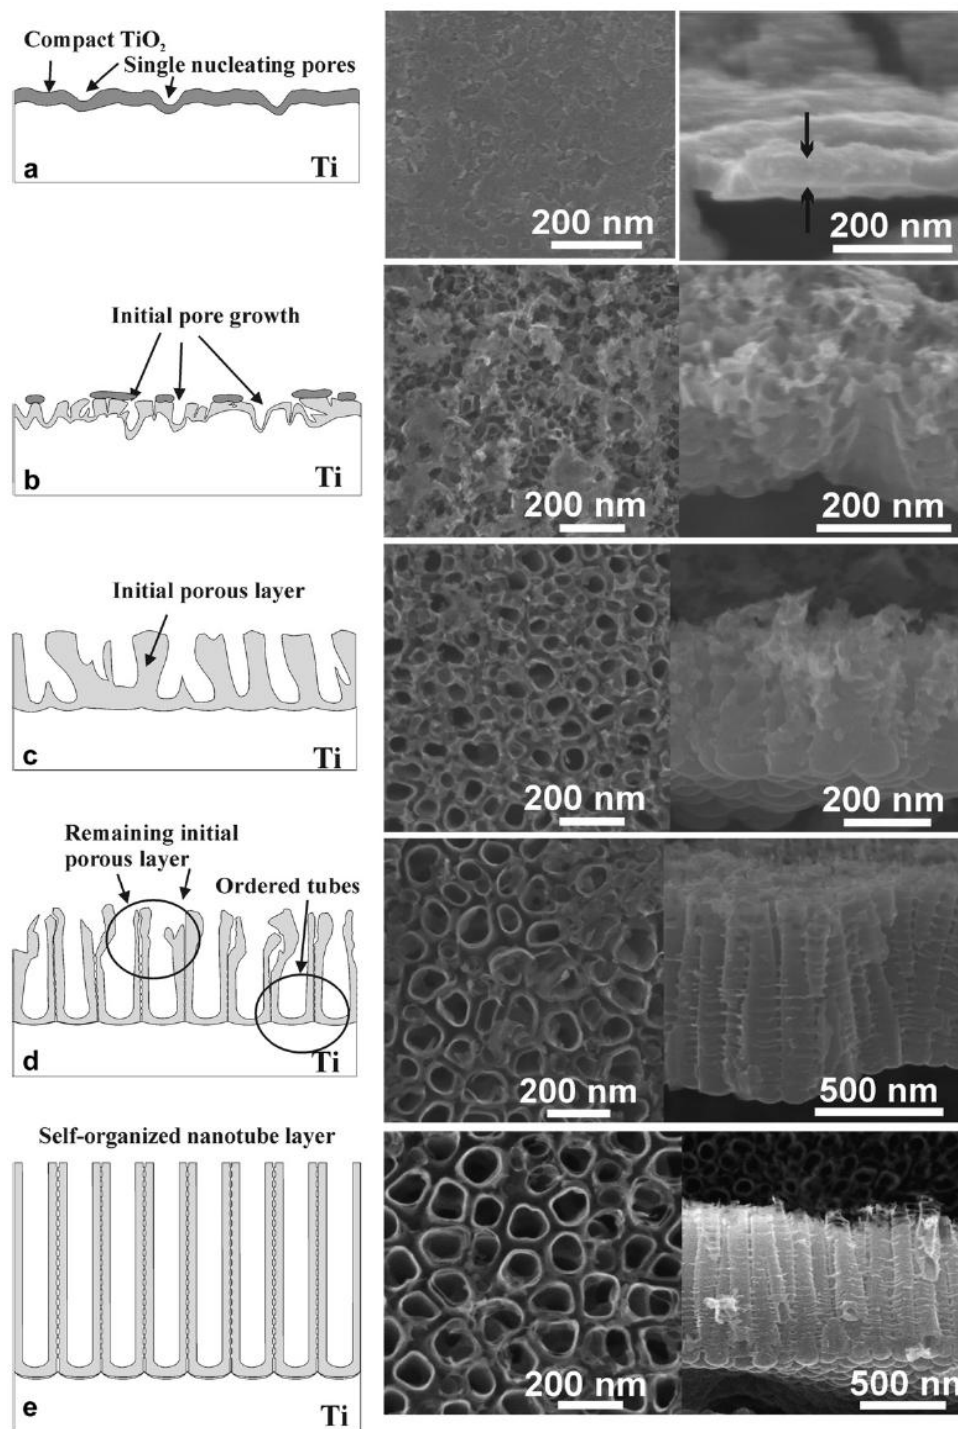 Compact TiO₂
Single nucleating pores
a
Ti
200 nm
200 nm
Initial pore growth
b
Ti
200 nm
200 nm
Initial porous layer
c
Ti
200 nm
200 nm
Remaining initial
porous layer
Ordered tubes
d
Ti
200 nm
500 nm
Self-organized nanotube layer
e
Ti
200 nm
500 nm